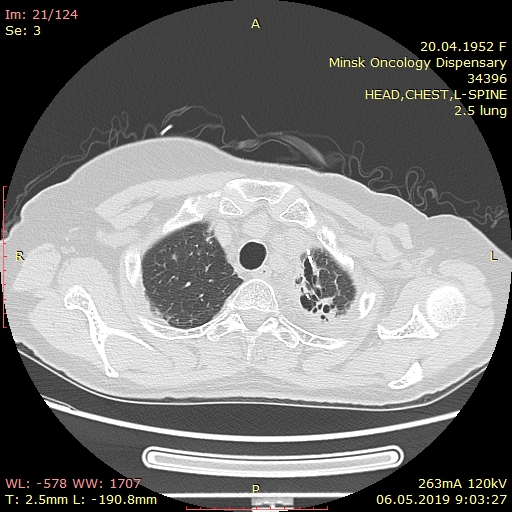 Im: 21/124
Se: 3
A
20.04.1952 F
Minsk Oncology Dispensary
34396
HEAD,CHEST,L-SPINE
2.5 lung
R
L
WL: -578 WW: 1707
T: 2.5mm L: -190.8mm
P
263mA 120kV
06.05.2019 9:03:27